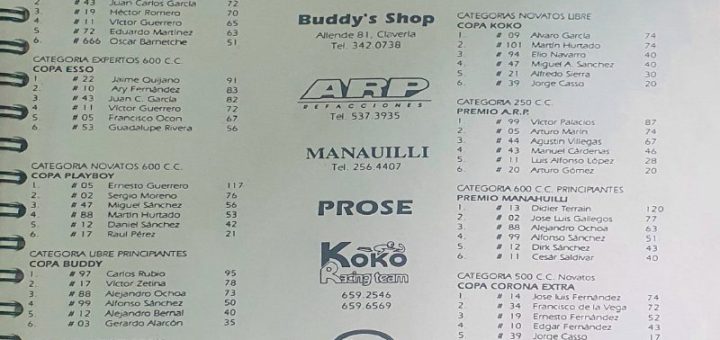 2. # 43 Juan Carlos García 72
3. # 19 Héctor Romero 70
4. # 11 Víctor Guerrero 65
5. # 72 Eduardo Martínez 63
6. # 666 Oscar Barnetche 51
CATEGORIA EXPERTOS 600 C.C.
COPA ESSO
1 # 22 Jaime Quijano 91
2. # 10 Ary Fernández 83
3. # 43 Juan C. García 82
4. # 11 Víctor Guerrero 72
5. # 05 Francisco Ocon 67
6. # 53 Guadalupe Rivera 56
CATEGORIA NOVATOS 600 C.C.
COPA PLAYBOY
1. # 05 Ernesto Guerrero 117
2. # 02 Sergio Moreno 76
3. # 47 Miguel Sánchez 56
4. # 88 Martín Hurtado 53
5. # 12 Daniel Sánchez 42
6. # 17 Raul Pérez 21
CATEGORIA LIBRE PRINCIPIANTES
COPA BUDDY
1. # 97 Carlos Rubio 95
2. # 17 Víctor Zetina 78
3. # 88 Alejandro Ochoa 73
4. # 99 Alfonso Sánchez 50
5. # 12 Alejandro Bernal 40
6. # 03 Gerardo Alarcón 35
Buddy's Shop
Allende 81, Clavería
Tel. 342.0738
ARP
REFACCIONES
Tel. 537.3935
MANAUILLI
Tel. 256.4407
PROSE
KOKO
Racing team
659.2546
659.6569
CATEGORIAS NOVATOS LIBRE
COPA KOKO
1. # 09 Alvaro García 74
2. # 101 Martín Hurtado 74
3. # 94 Elio Navarro 40
4. # 47 Miguel A. Sánchez 40
5. # 21 Alfredo Sierra 30
6. # 39 Jorge Casso 20
CATEGORIA 250 C.C.
PREMIO A.R.P.
1. # 99 Víctor Palacios 87
2. # 05 Arturo Marín 74
3. # 44 Agustín Villegas 67
4. # 43 Manuel Cárdenas 46
5. # 11 Luis Alfonso López 28
6. # 20 Arturo Gómez 20
CATEGORIA 600 C.C. PRINCIPIANTES
PREMIO MANAHUILLI
1. # 13 Didier Terrain 120
2. # 02 José Luis Gallegos 77
3. # 88 Alejandro Ochoa 63
4. # 99 Alfonso Sánchez 51
5. # 12 Dirk Sánchez 43
6. # 11 César Saldivar 40
CATEGORIA 500 C.C. Novatos
COPA CORONA EXTRA
1. # 14 José luis Fernández 74
2. # 34 Francisco de la Vega 72
3. # 19 Ernesto Fernández 52
4. # 10 Edgar Fernández 52
5. # 39 Jorge Casso 17